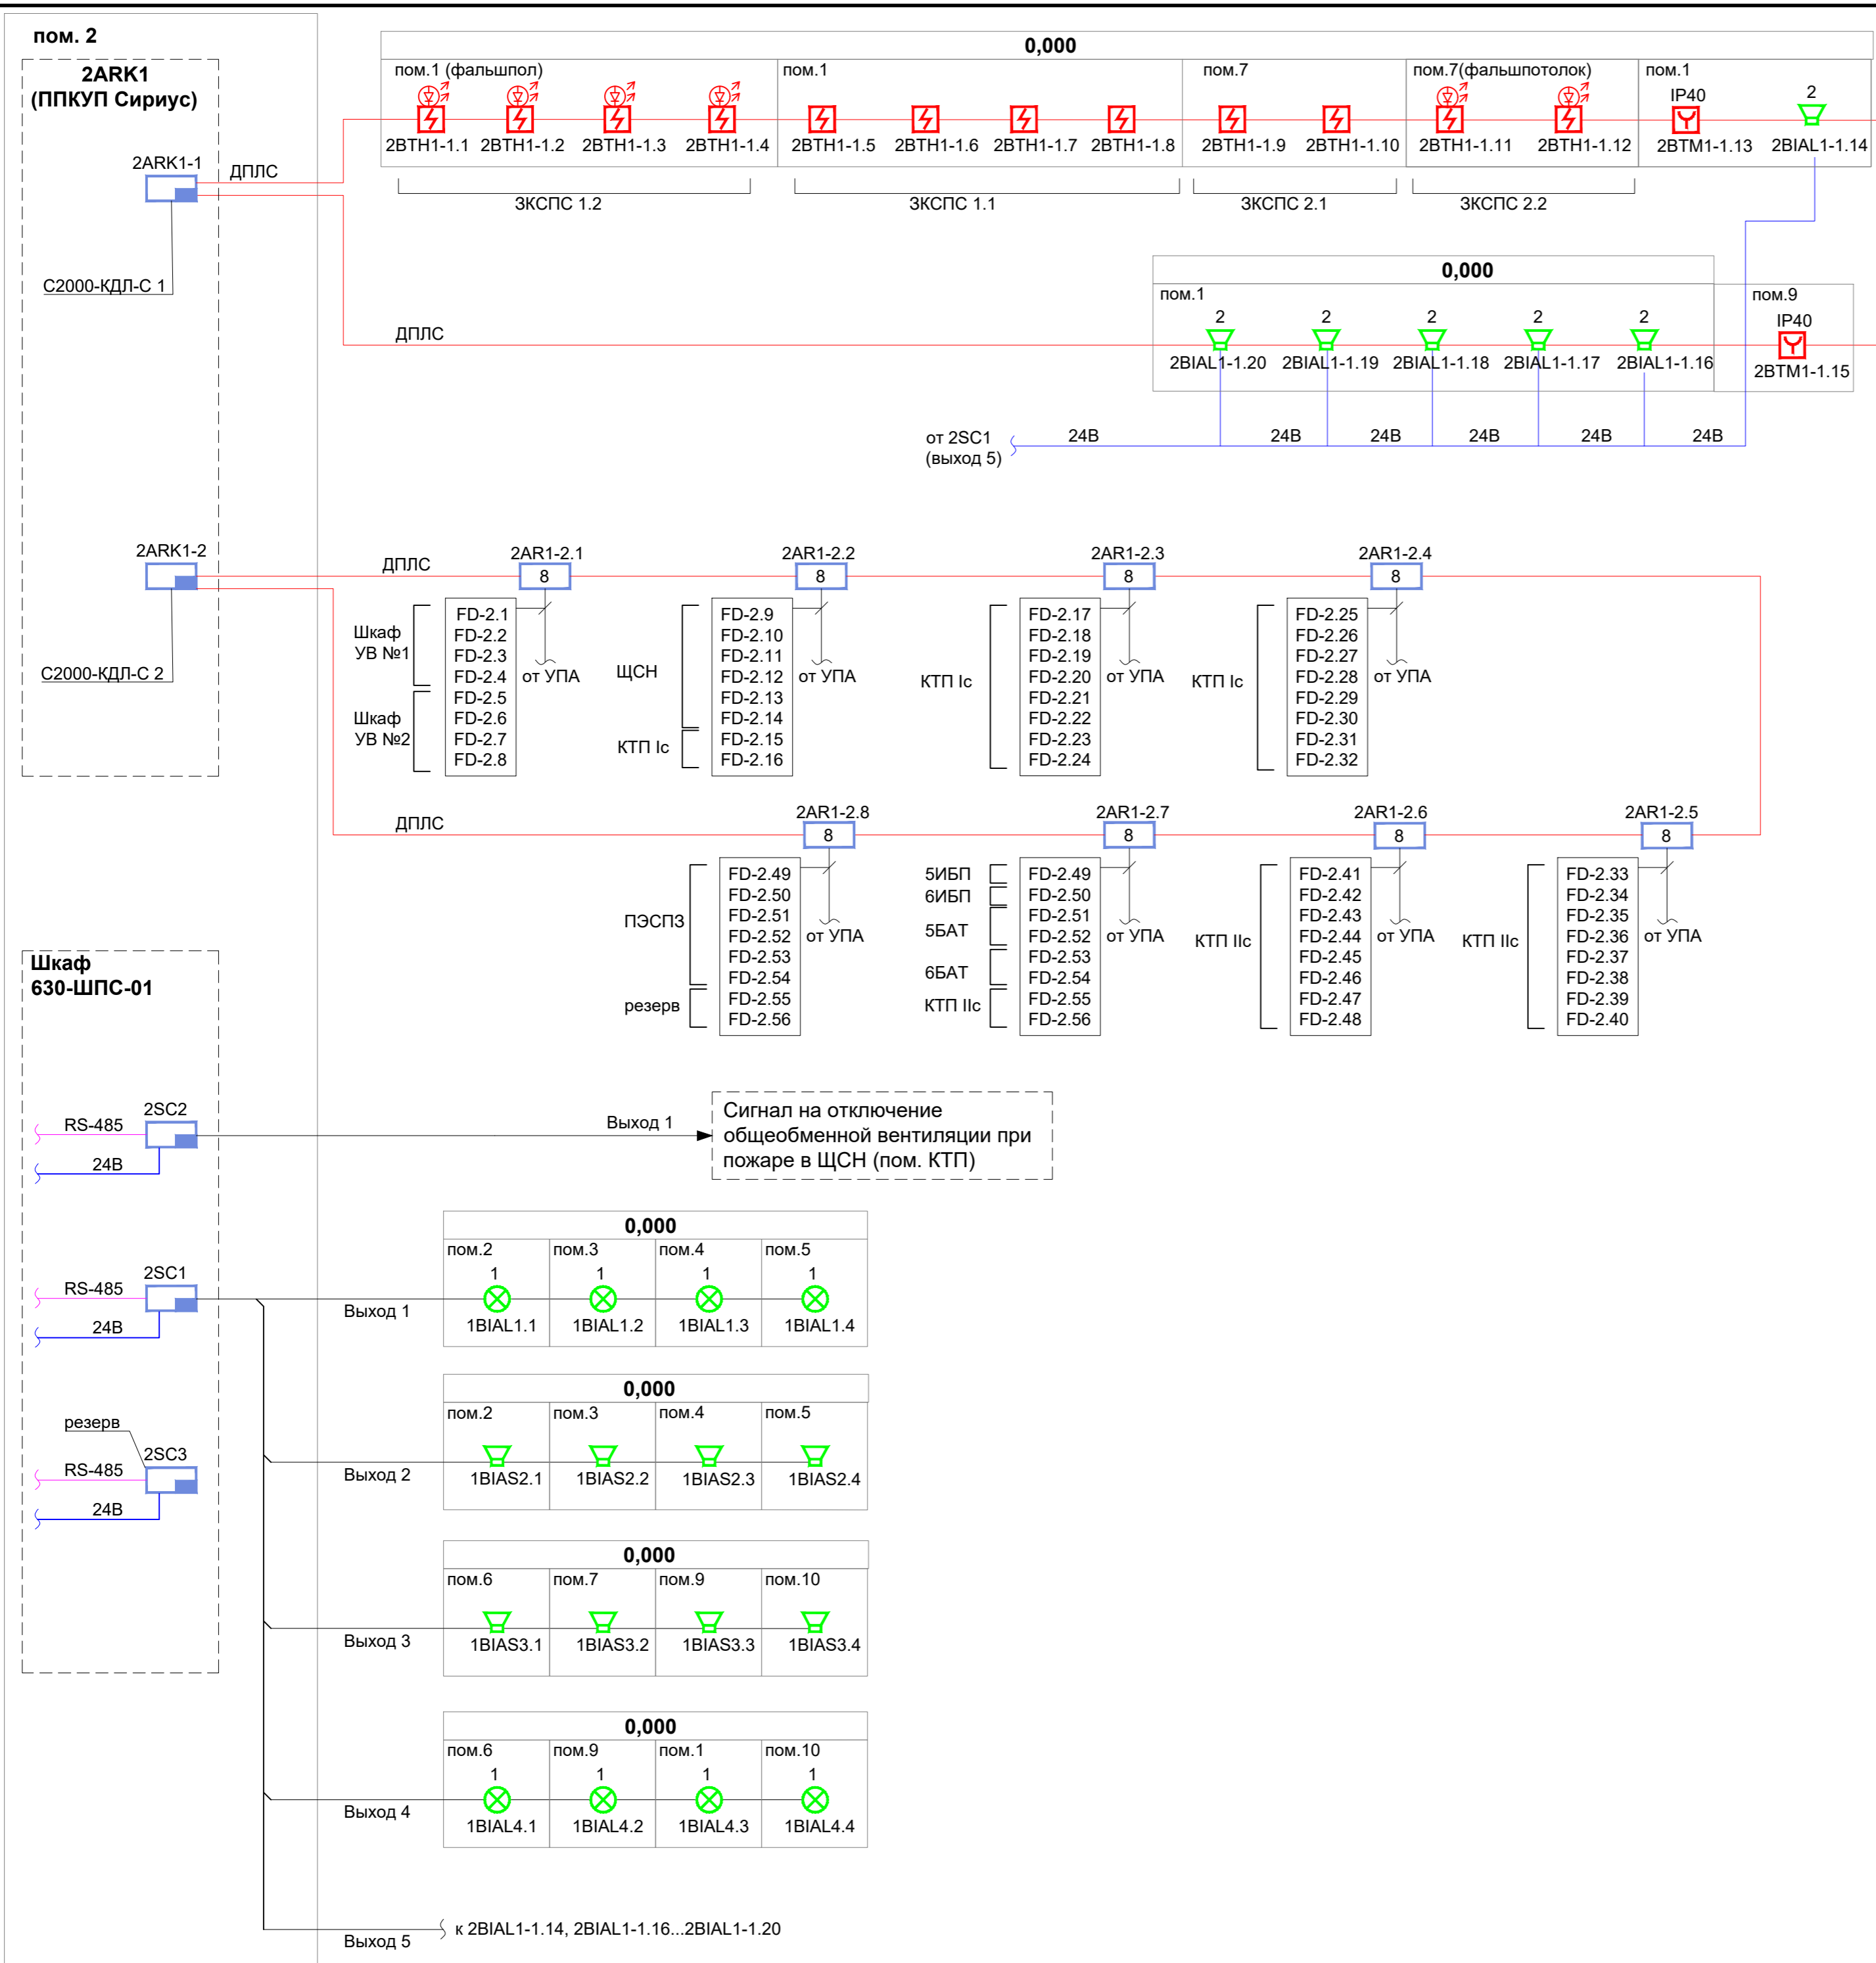 пом. 2
2ARK1
(ППКУП Сириус)
2ARK1-1
С2000-КДЛ-С 1
ДПЛС
0,000
пом.1 (фальшпол)
2BTH1-1.1 2BTH1-1.2 2BTH1-1.3 2BTH1-1.4
ЗКСПС 1.2
пом.1
2BTH1-1.5 2BTH1-1.6 2BTH1-1.7 2BTH1-1.8
ЗКСПС 1.1
пом.7
2BTH1-1.9 2BTH1-1.10
ЗКСПС 2.1
пом.7(фальшпотолок)
2BTH1-1.11 2BTH1-1.12
ЗКСПС 2.2
пом.1
IP40 2
2BTM1-1.13 2BIAL1-1.14
ДПЛС
0,000
пом.1
2 2 2 2 2
2BIAL1-1.20 2BIAL1-1.19 2BIAL1-1.18 2BIAL1-1.17 2BIAL1-1.16
пом.9
IP40
2BTM1-1.15
от 2SC1
(выход 5)
24В 24В 24В 24В 24В 24В
2ARK1-2
С2000-КДЛ-С 2
ДПЛС
2AR1-2.1
8
Шкаф
УВ №1
Шкаф
УВ №2
FD-2.1
FD-2.2
FD-2.3
FD-2.4
FD-2.5
FD-2.6
FD-2.7
FD-2.8
от УПА
2AR1-2.2
8
ЩСН
КТП Iс
FD-2.9
FD-2.10
FD-2.11
FD-2.12
FD-2.13
FD-2.14
FD-2.15
FD-2.16
от УПА
2AR1-2.3
8
КТП Iс
FD-2.17
FD-2.18
FD-2.19
FD-2.20
FD-2.21
FD-2.22
FD-2.23
FD-2.24
от УПА
2AR1-2.4
8
КТП Iс
FD-2.25
FD-2.26
FD-2.27
FD-2.28
FD-2.29
FD-2.30
FD-2.31
FD-2.32
от УПА
ДПЛС
2AR1-2.8
8
ПЭСПЗ
резерв
FD-2.49
FD-2.50
FD-2.51
FD-2.52
FD-2.53
FD-2.54
FD-2.55
FD-2.56
от УПА
2AR1-2.7
8
5ИБП
6ИБП
5БАТ
6БАТ
КТП IIс
FD-2.49
FD-2.50
FD-2.51
FD-2.52
FD-2.53
FD-2.54
FD-2.55
FD-2.56
от УПА
2AR1-2.6
8
КТП IIс
FD-2.41
FD-2.42
FD-2.43
FD-2.44
FD-2.45
FD-2.46
FD-2.47
FD-2.48
от УПА
2AR1-2.5
8
КТП IIс
FD-2.33
FD-2.34
FD-2.35
FD-2.36
FD-2.37
FD-2.38
FD-2.39
FD-2.40
от УПА
Шкаф
630-ШПС-01
2SC2
RS-485
24В
Выход 1
Сигнал на отключение
общеобменной вентиляции при
пожаре в ЩСН (пом. КТП)
2SC1
RS-485
24В
Выход 1
0,000
пом.2 пом.3 пом.4 пом.5
1 1 1 1
1BIAL1.1 1BIAL1.2 1BIAL1.3 1BIAL1.4
резерв
2SC3
RS-485
24В
Выход 2
0,000
пом.2 пом.3 пом.4 пом.5
1BIAS2.1 1BIAS2.2 1BIAS2.3 1BIAS2.4
Выход 3
0,000
пом.6 пом.7 пом.9 пом.10
1BIAS3.1 1BIAS3.2 1BIAS3.3 1BIAS3.4
Выход 4
0,000
пом.6 пом.9 пом.1 пом.10
1 1 1 1
1BIAL4.1 1BIAL4.2 1BIAL4.3 1BIAL4.4
Выход 5
к 2BIAL1-1.14, 2BIAL1-1.16...2BIAL1-1.20